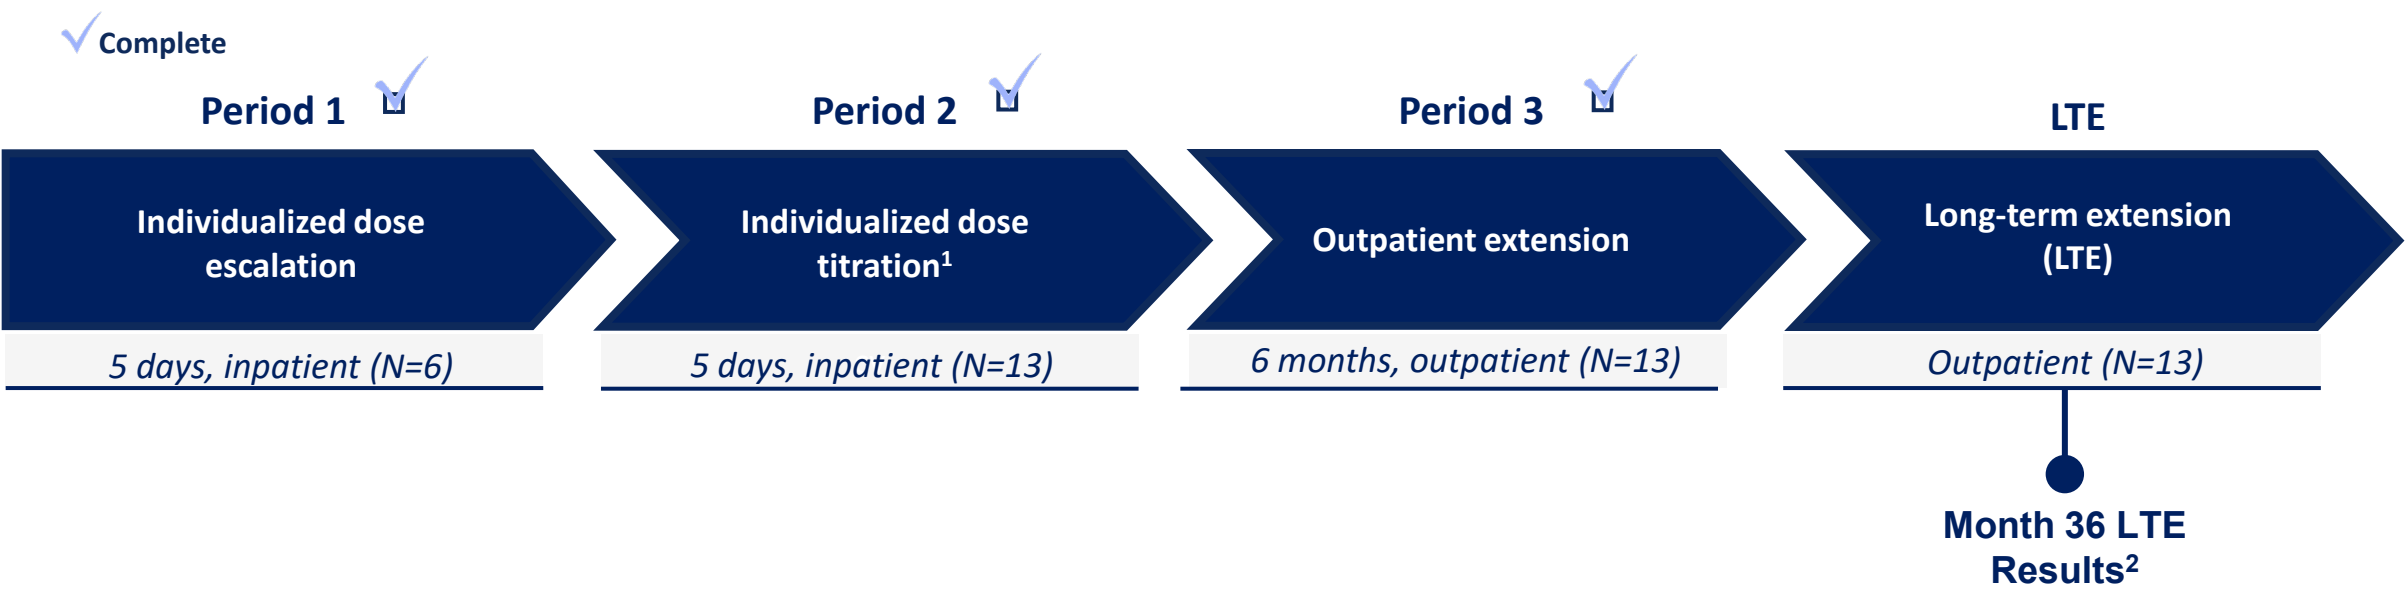 Complete
Period 1
Period 2
Period 3
LTE
Individualized dose
escalation
Individualized dose
titration¹
Outpatient extension
Long-term extension
(LTE)
5 days, inpatient (N=6)
5 days, inpatient (N=13)
6 months, outpatient (N=13)
Outpatient (N=13)
Month 36 LTE
Results²